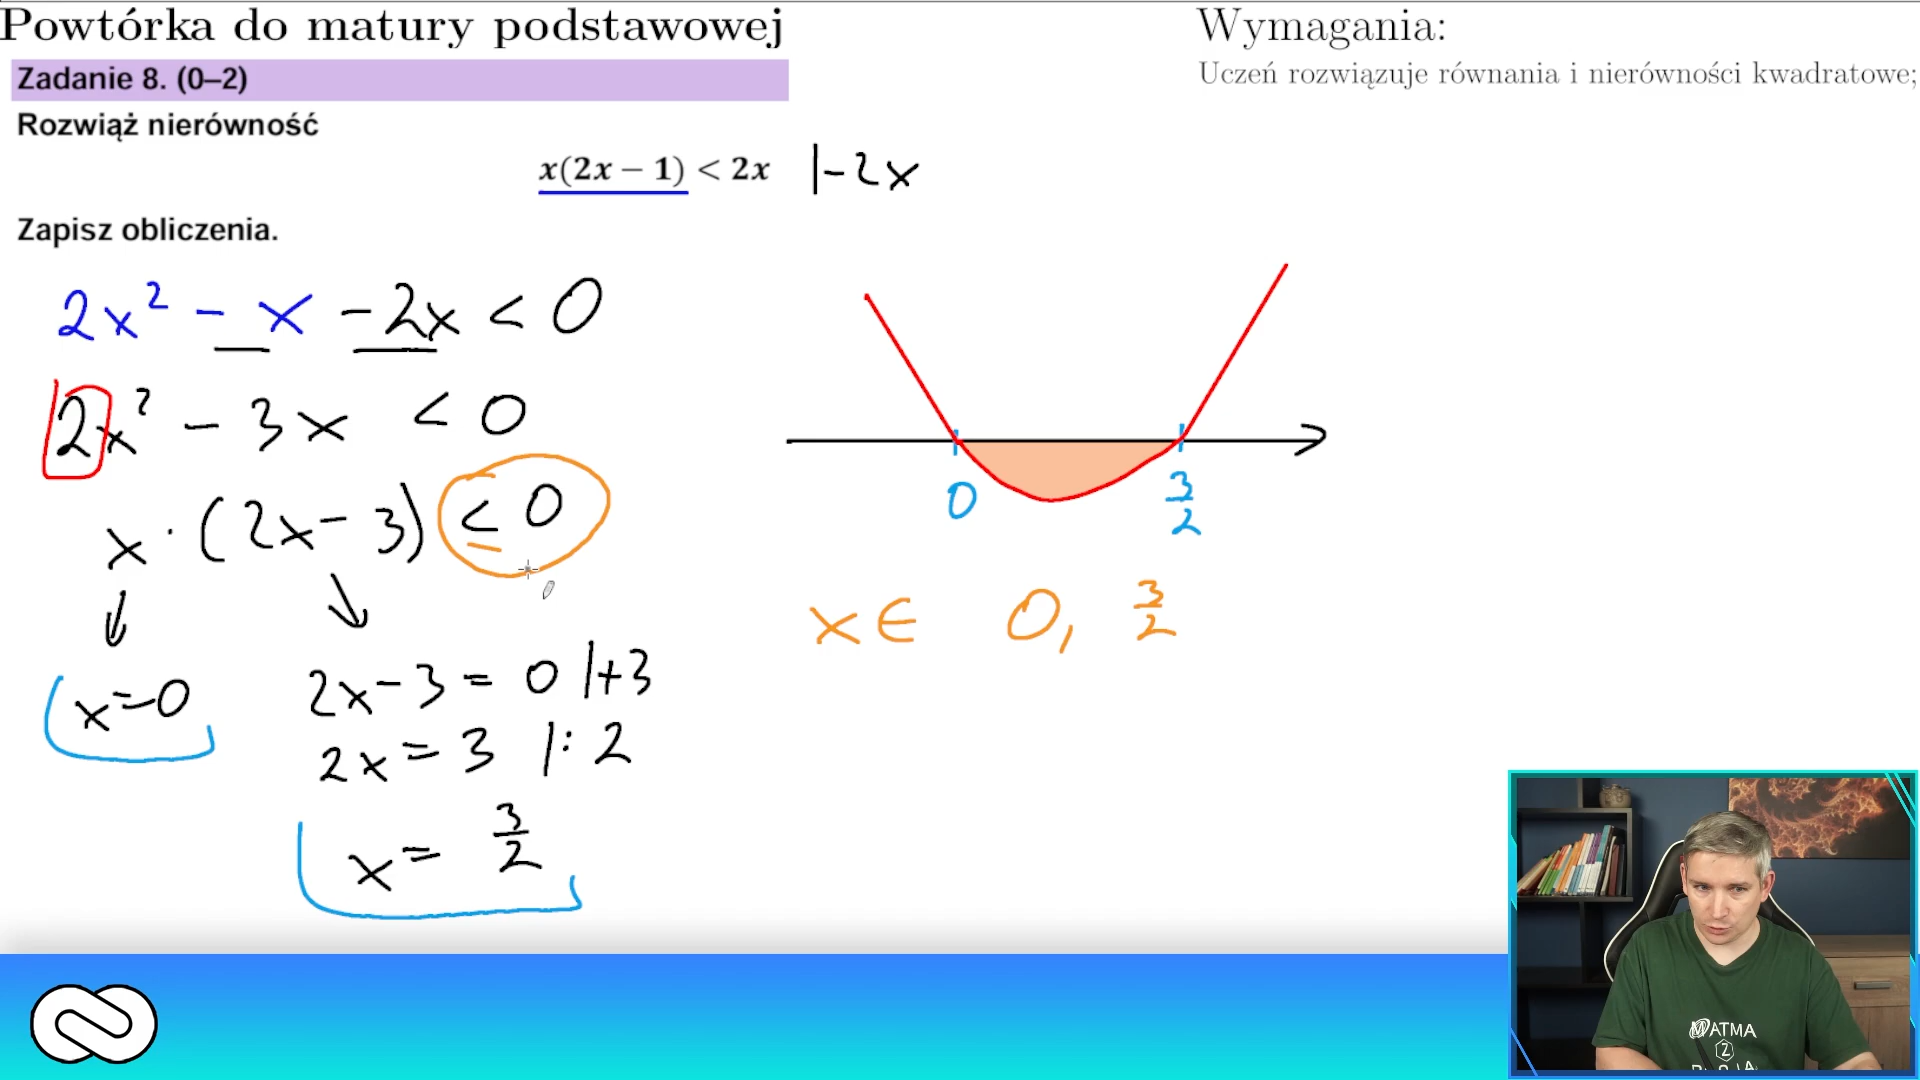 Powtórka do matury podstawowej
Wymagania:
Zadanie 8. (0–2)
Uczeń rozwiązuje równania i nierówności kwadratowe;
Rozwiąż nierówność
x(2x − 1) < 2x |-2x
Zapisz obliczenia.
2x² - x - 2x < 0
2x² - 3x < 0
x · (2x - 3) < 0
0 3/2
x ∈ 0, 3/2
x = 0
2x - 3 = 0 |+3
2x = 3 |: 2
x = 3/2
MATMA